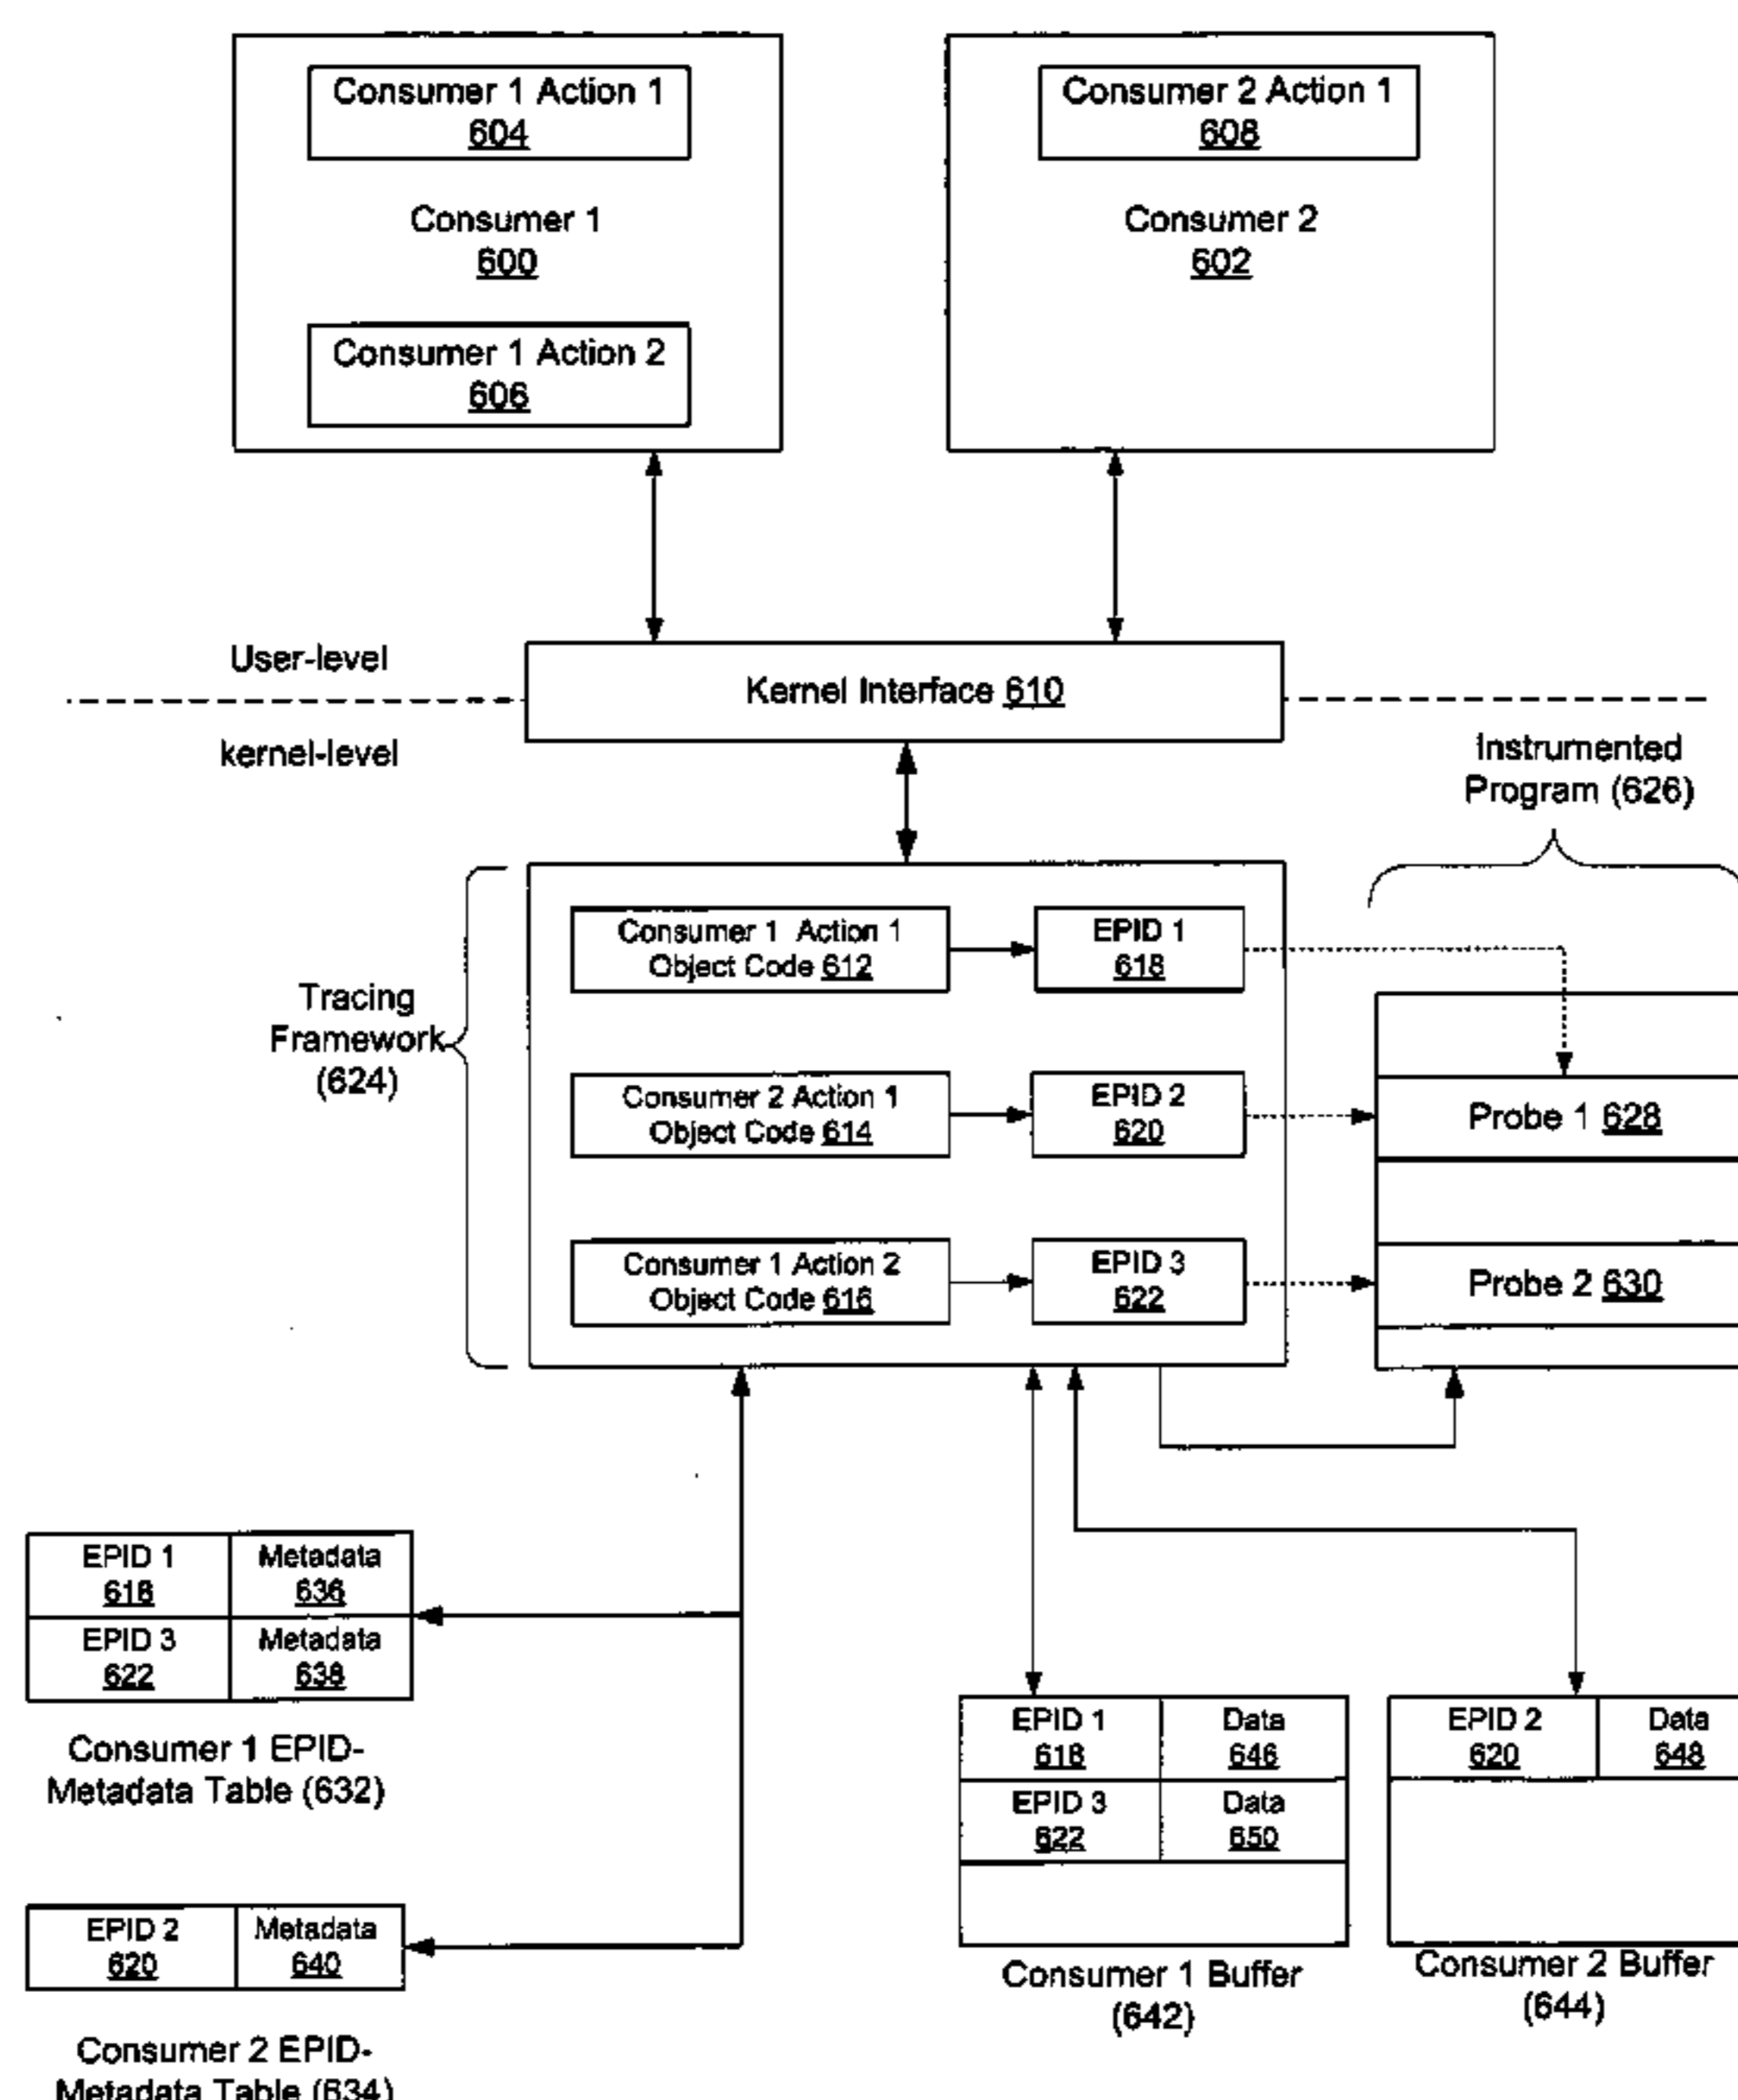 Consumer 1 Action 1
604
Consumer 1
600
Consumer 1 Action 2
606
Consumer 2 Action 1
608
Consumer 2
602
User-level
Kernel Interface 610
kernel-level
Instrumented
Program (626)
Tracing
Framework
(624)
Consumer 1 Action 1
Object Code 612
EPID 1
618
Consumer 2 Action 1
Object Code 614
EPID 2
620
Consumer 1 Action 2
Object Code 616
EPID 3
622
Probe 1 628
Probe 2 630
EPID 1
618
Metadata
636
EPID 3
622
Metadata
638
Consumer 1 EPID-
Metadata Table (632)
EPID 2
620
Metadata
640
Consumer 2 EPID-
Metadata Table (634)
EPID 1
618
Data
646
EPID 3
622
Data
650
Consumer 1 Buffer
(642)
EPID 2
620
Data
648
Consumer 2 Buffer
(644)